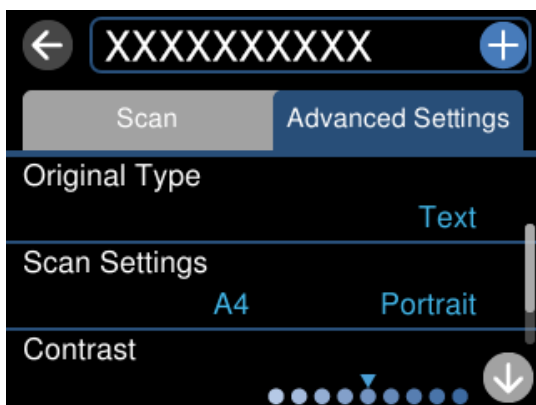 XXXXXXXXXX
Scan Advanced Settings
Original Type
Text
Scan Settings
A4 Portrait
Contrast